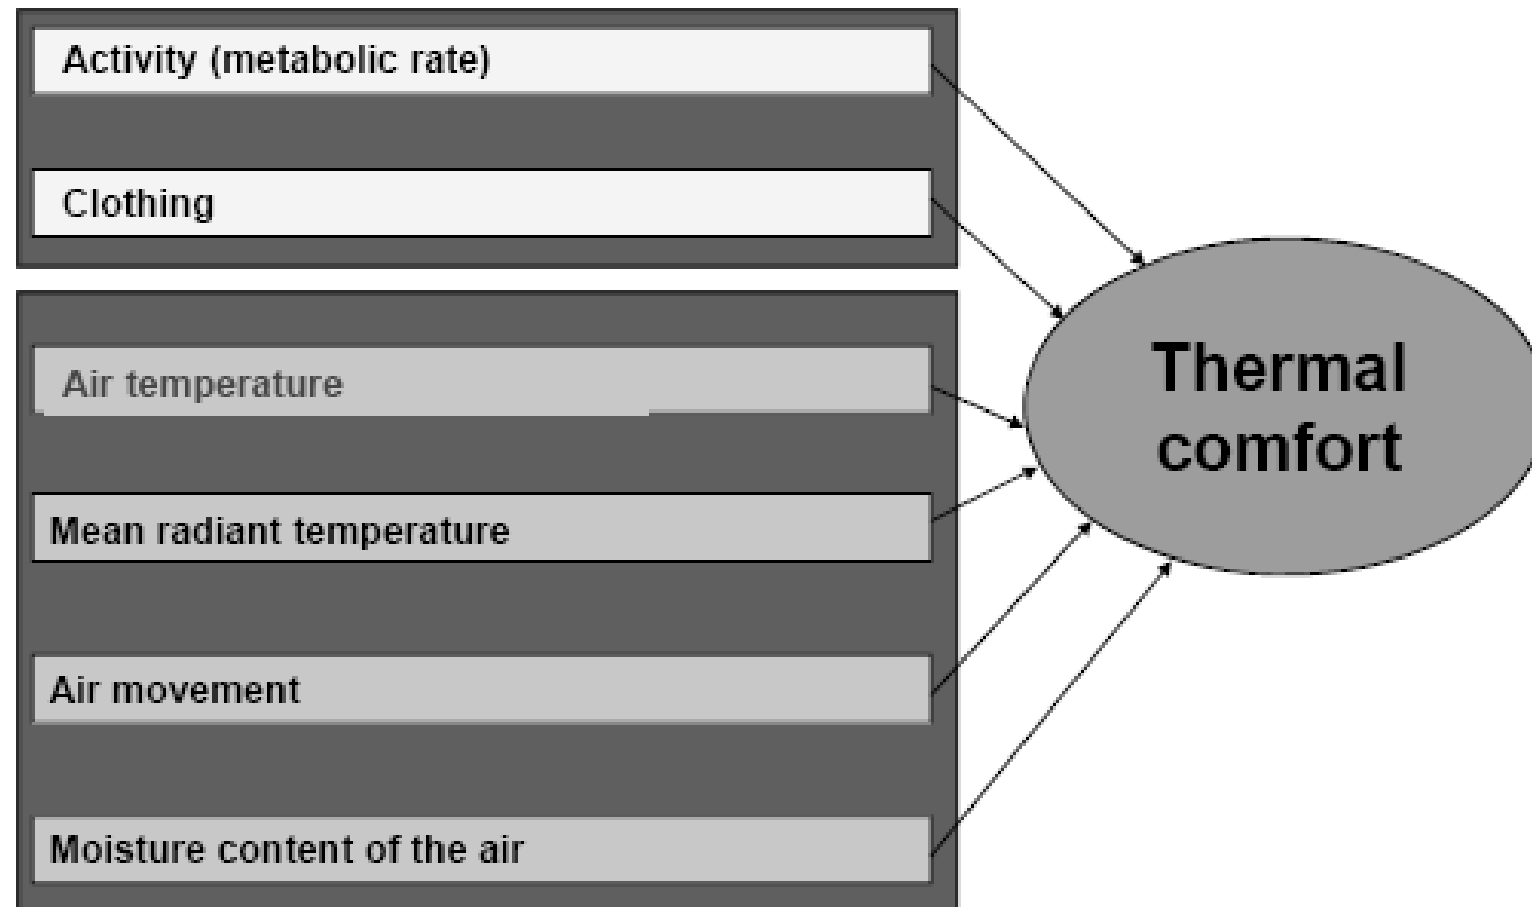 Activity (metabolic rate)
Clothing
Air temperature
Mean radiant temperature
Air movement
Moisture content of the air
Thermal
comfort